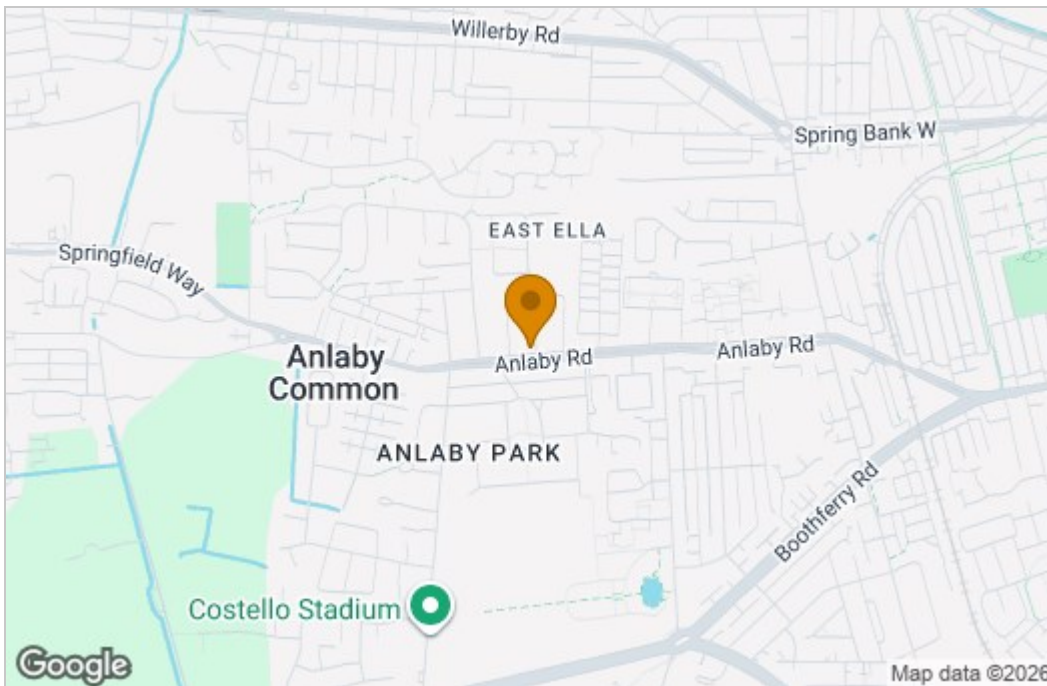 Willerby Rd
Spring Bank W
EAST ELLA
Springfield Way
Anlaby Rd
Anlaby Rd
Anlaby
Common
ANLABY PARK
Boothferry Rd
Costello Stadium
Google
Map data ©2026